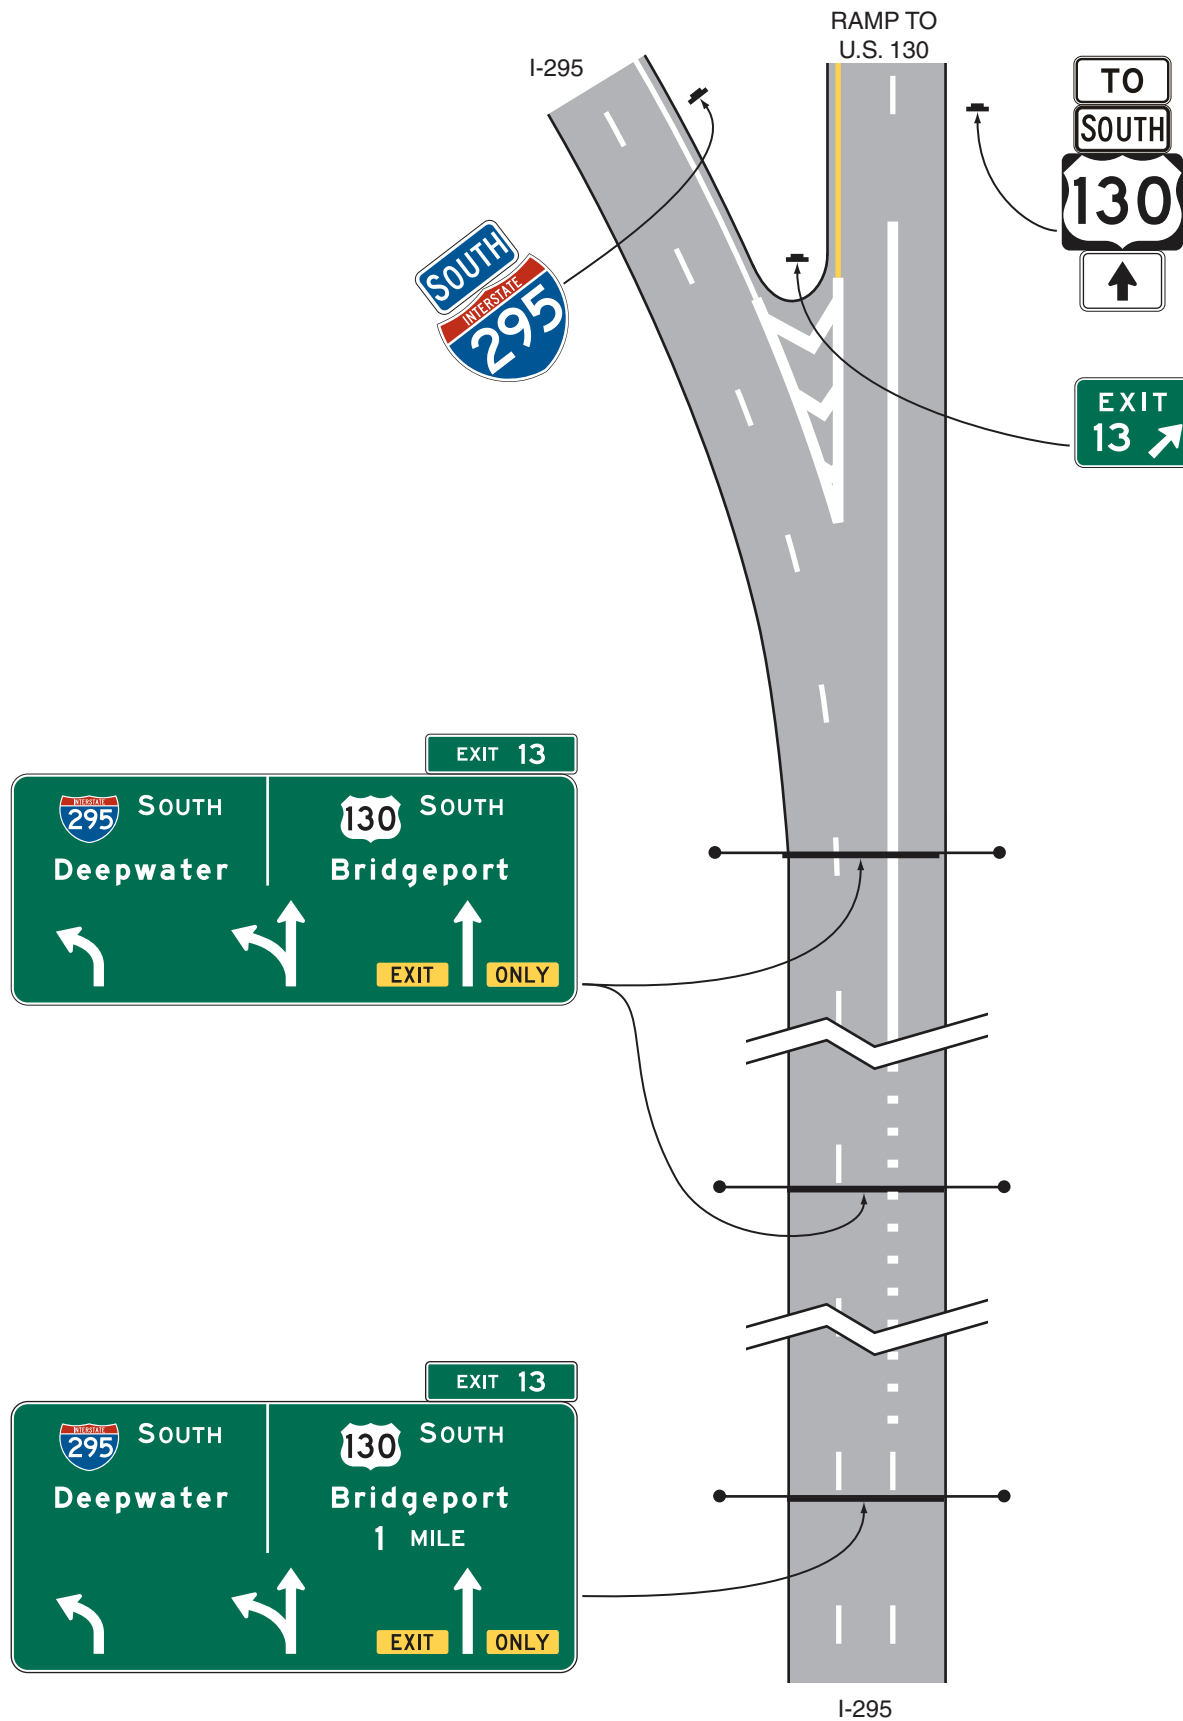 RAMP TO
U.S. 130
I-295
TO
SOUTH
130
SOUTH
INTERSTATE
295
EXIT
13
EXIT 13
INTERSTATE
295
SOUTH
130
SOUTH
Deepwater
Bridgeport
EXIT
ONLY
EXIT 13
INTERSTATE
295
SOUTH
130
SOUTH
Deepwater
Bridgeport
1 MILE
EXIT
ONLY
I-295